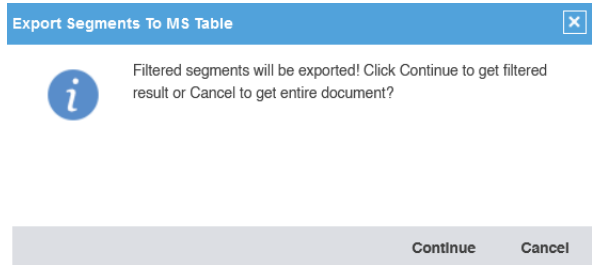 Export Segments To MS Table
Filtered segments will be exported! Click Continue to get filtered
result or Cancel to get entire document?
Continue Cancel